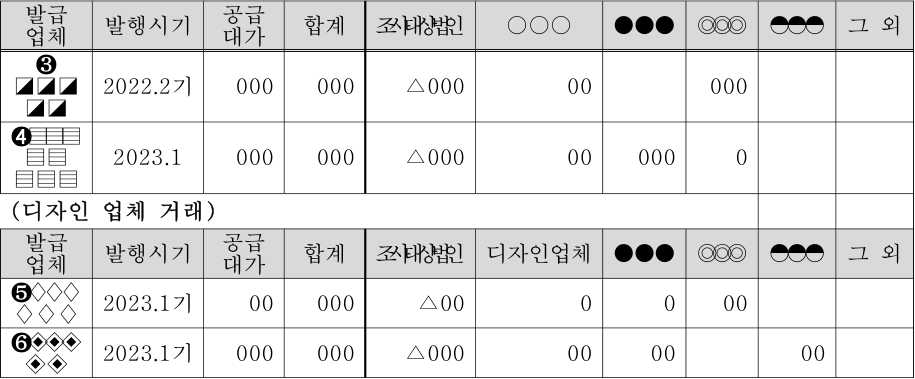 발급 업체 발행시기 공급 대가 합계 조사대상법인 ○○○ ●●● ◎◎◎ 그 외
❸ 2022.2기 000 000 △000 00 000
❹▤▤▤ ▤▤ ▤▤▤ 2023.1 000 000 △000 00 000 0
(디자인 업체 거래)
발급 업체 발행시기 공급 대가 합계 조사대상법인 디자인업체 ●●● ◎◎◎ 그 외
❺◇◇◇ ◇◇◇ 2023.1기 00 000 △00 0 0 00
❻◈◈◈ ◈◈ 2023.1기 000 000 △000 00 00 00